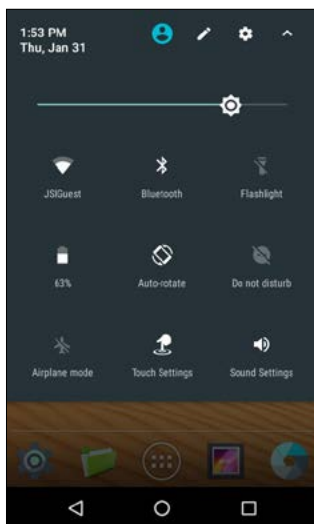 1:53 PM
Thu, Jan 31
JSIGuest
Bluetooth
Flashlight
63%
Auto-rotate
Do not disturb
Airplane mode
Touch Settings
Sound Settings